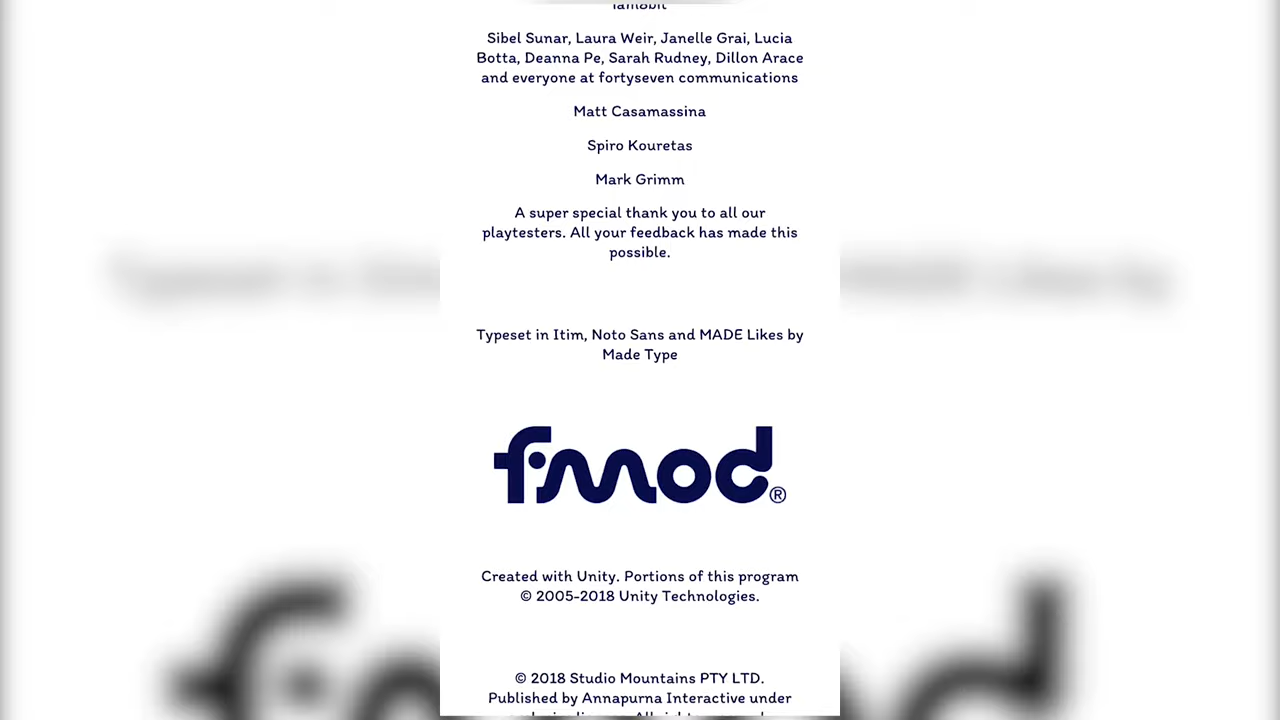 iam8bit
Sibel Sunar, Laura Weir, Janelle Grai, Lucia
Botta, Deanna Pe, Sarah Rudney, Dillon Arace
and everyone at fortyseven communications
Matt Casamassina
Spiro Kouretas
Mark Grimm
A super special thank you to all our
playtesters. All your feedback has made this
possible.
Typeset in Itim, Noto Sans and MADE Likes by
Made Type
fmod®
Created with Unity. Portions of this program
© 2005-2018 Unity Technologies.
© 2018 Studio Mountains PTY LTD.
Published by Annapurna Interactive under